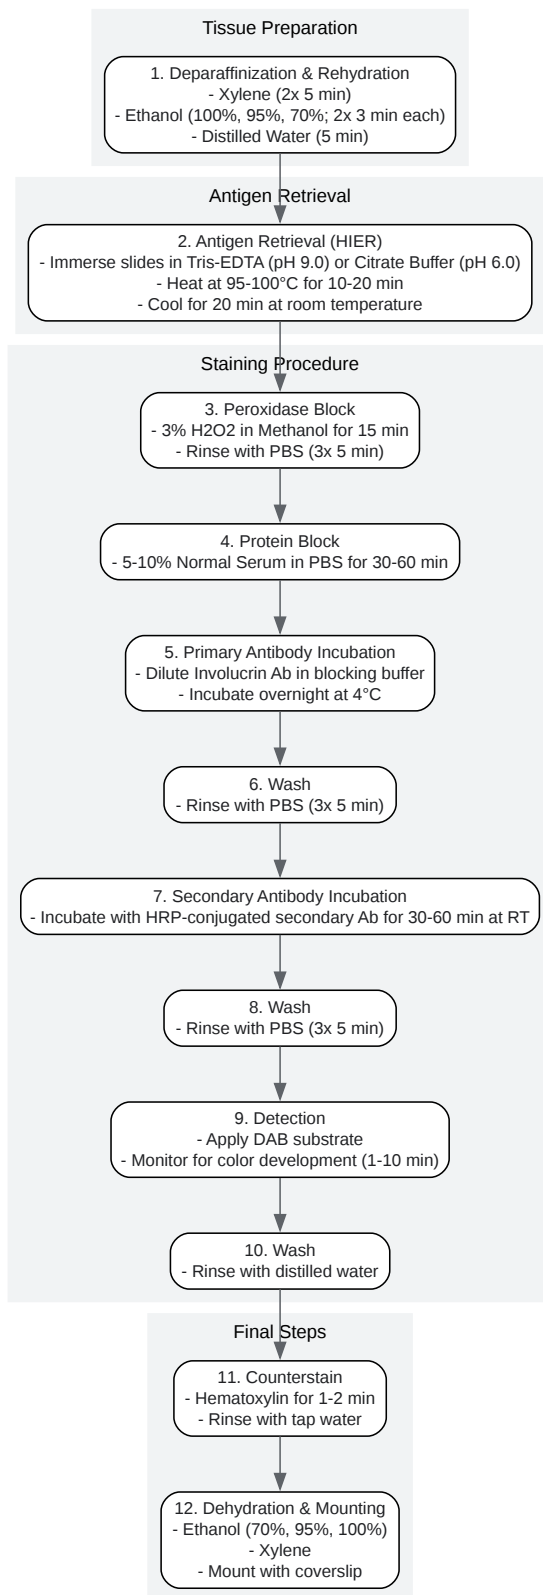 Tissue Preparation
1. Deparaffinization & Rehydration
- Xylene (2x 5 min)
- Ethanol (100%, 95%, 70%; 2x 3 min each)
- Distilled Water (5 min)
Antigen Retrieval
2. Antigen Retrieval (HIER)
- Immerse slides in Tris-EDTA (pH 9.0) or Citrate Buffer (pH 6.0)
- Heat at 95-100°C for 10-20 min
- Cool for 20 min at room temperature
Staining Procedure
3. Peroxidase Block
- 3% H2O2 in Methanol for 15 min
- Rinse with PBS (3x 5 min)
4. Protein Block
- 5-10% Normal Serum in PBS for 30-60 min
5. Primary Antibody Incubation
- Dilute Involucrin Ab in blocking buffer
- Incubate overnight at 4°C
6. Wash
- Rinse with PBS (3x 5 min)
7. Secondary Antibody Incubation
- Incubate with HRP-conjugated secondary Ab for 30-60 min at RT
8. Wash
- Rinse with PBS (3x 5 min)
9. Detection
- Apply DAB substrate
- Monitor for color development (1-10 min)
10. Wash
- Rinse with distilled water
Final Steps
11. Counterstain
- Hematoxylin for 1-2 min
- Rinse with tap water
12. Dehydration & Mounting
- Ethanol (70%, 95%, 100%)
- Xylene
- Mount with coverslip